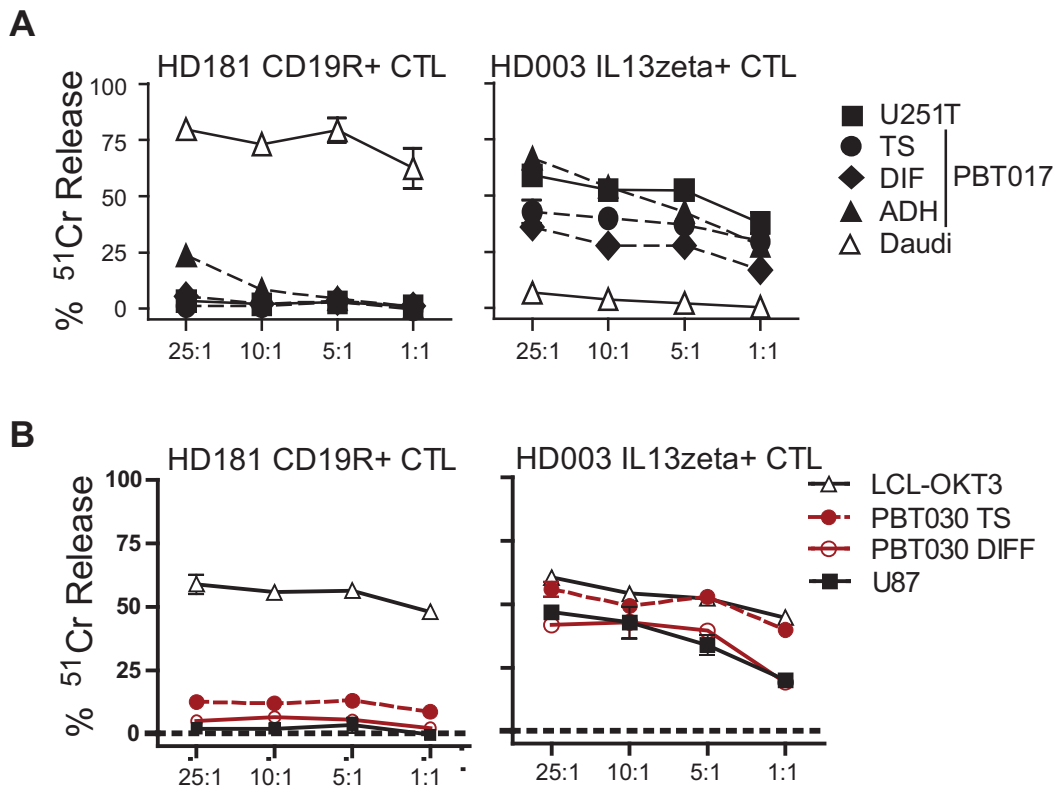 A
HD181 CD19R+ CTL
HD003 IL13zeta+ CTL
% 51Cr Release
100
75
50
25
0
25:1 10:1 5:1 1:1
25:1 10:1 5:1 1:1
U251T
TS
DIF
ADH
PBT017
Daudi
B
HD181 CD19R+ CTL
HD003 IL13zeta+ CTL
% 51Cr Release
100
75
50
25
0
25:1 10:1 5:1 1:1
25:1 10:1 5:1 1:1
LCL-OKT3
PBT030 TS
PBT030 DIFF
U87